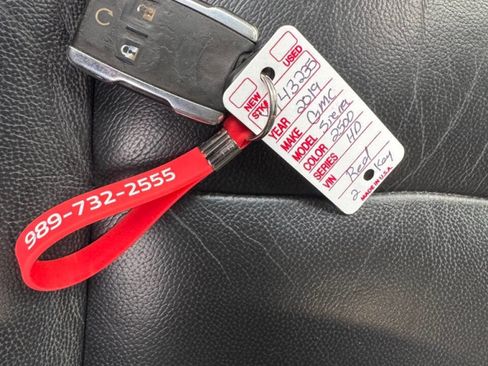 989-732-2555
NEW
USED
STK# 43235
YEAR 2019
MAKE GMC
MODEL Sierra
COLOR 2500
SERIES HD
VIN Red
2 Key
MADE IN U.S.A.